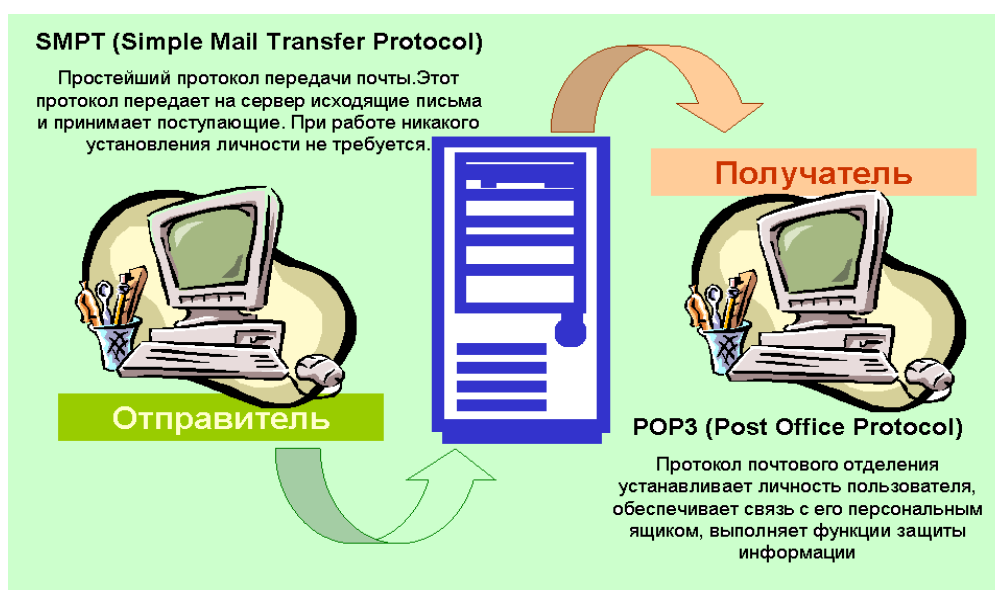 SMPT (Simple Mail Transfer Protocol)
Простейший протокол передачи почты.Этот
протокол передает на сервер исходящие письма
и принимает поступающие. При работе никакого
установления личности не требуется.
Получатель
Отправитель
POP3 (Post Office Protocol)
Протокол почтового отделения
устанавливает личность пользователя,
обеспечивает связь с его персональным
ящиком, выполняет функции защиты
информации